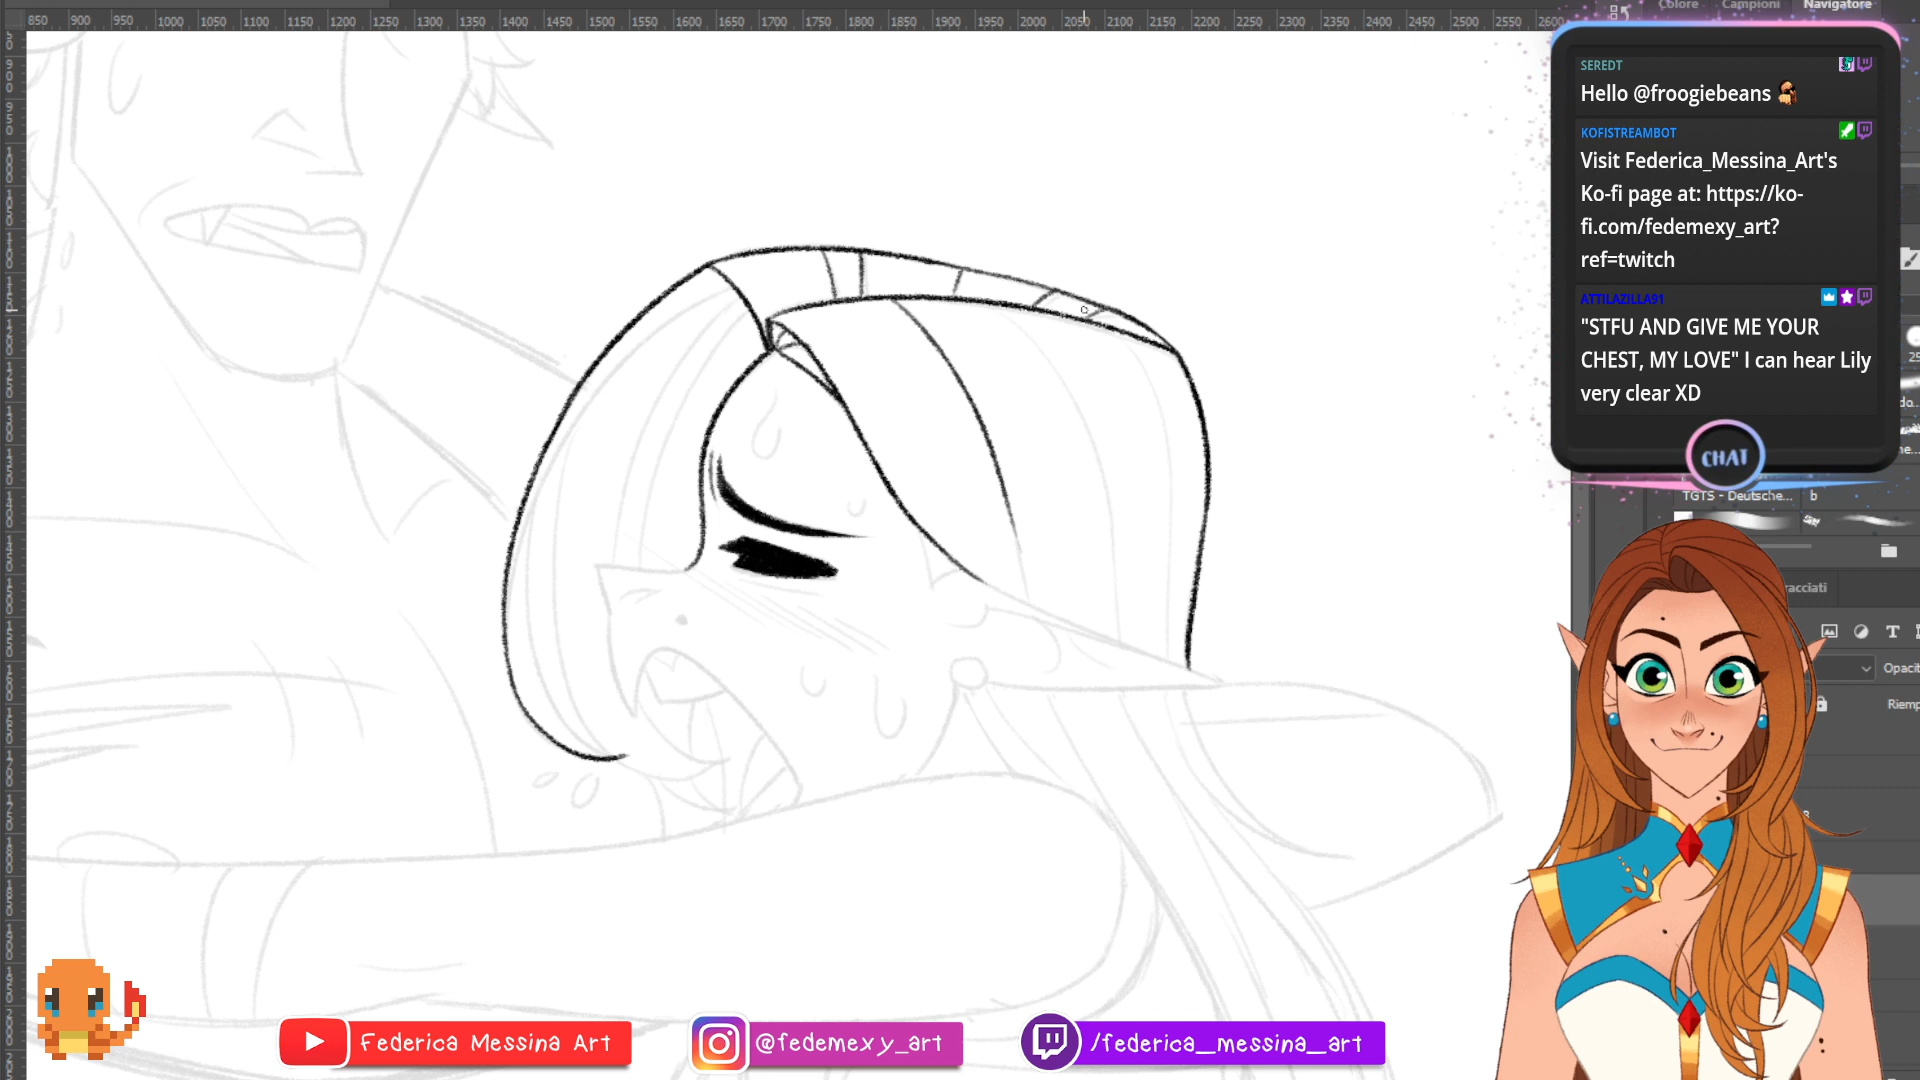 Colore Campioni Navigatore
850 900 950 1000 1050 1100 1150 1200 1250 1300 1350 1400 1450 1500 1550 1600 1650 1700 1750 1800 1850 1900 1950 2000 2050 2100 2150 2200 2250 2300 2350 2400 2450 2500 2550 2600
SEREDT
Hello @froogiebeans
KOFISTREAMBOT
Visit Federica_Messina_Art's
Ko-fi page at: https://ko-
fi.com/fedemexy_art?
ref=twitch
ATTILAZILLA91
"STFU AND GIVE ME YOUR
CHEST, MY LOVE" I can hear Lily
very clear XD
CHAT
TGTS - Deutsche... b
racciati
Opaci
Riemp
Federica Messina Art
@fedemexy_art
/federica_messina_art